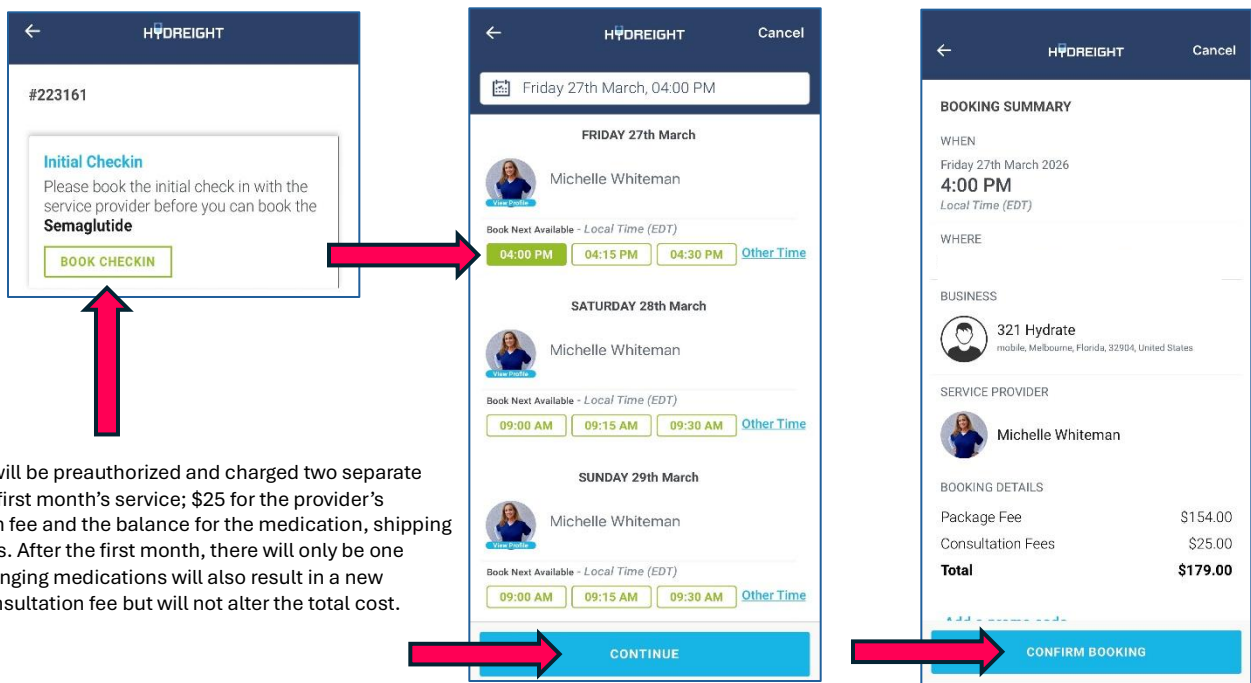 HYDREIGHT
#223161
Initial Checkin
Please book the initial check in with the
service provider before you can book the
Semaglutide
BOOK CHECKIN
will be preauthorized and charged two separate
first month's service; $25 for the provider's
fee and the balance for the medication, shipping
After the first month, there will only be one
medications will also result in a new
fee but will not alter the total cost.
HYDREIGHT
Cancel
Friday 27th March, 04:00 PM
FRIDAY 27th March
Michelle Whiteman
View Profile
Book Next Available - Local Time (EDT)
04:00 PM 04:15 PM 04:30 PM Other Time
SATURDAY 28th March
Michelle Whiteman
View Profile
Book Next Available - Local Time (EDT)
09:00 AM 09:15 AM 09:30 AM Other Time
SUNDAY 29th March
Michelle Whiteman
View Profile
Book Next Available - Local Time (EDT)
09:00 AM 09:15 AM 09:30 AM Other Time
CONTINUE
HYDREIGHT
Cancel
BOOKING SUMMARY
WHEN
Friday 27th March 2026
4:00 PM
Local Time (EDT)
WHERE
BUSINESS
321 Hydrate
mobile, Melbourne, Florida, 32904, United States
SERVICE PROVIDER
Michelle Whiteman
BOOKING DETAILS
Package Fee $154.00
Consultation Fees $25.00
Total $179.00
Add a promo code
CONFIRM BOOKING